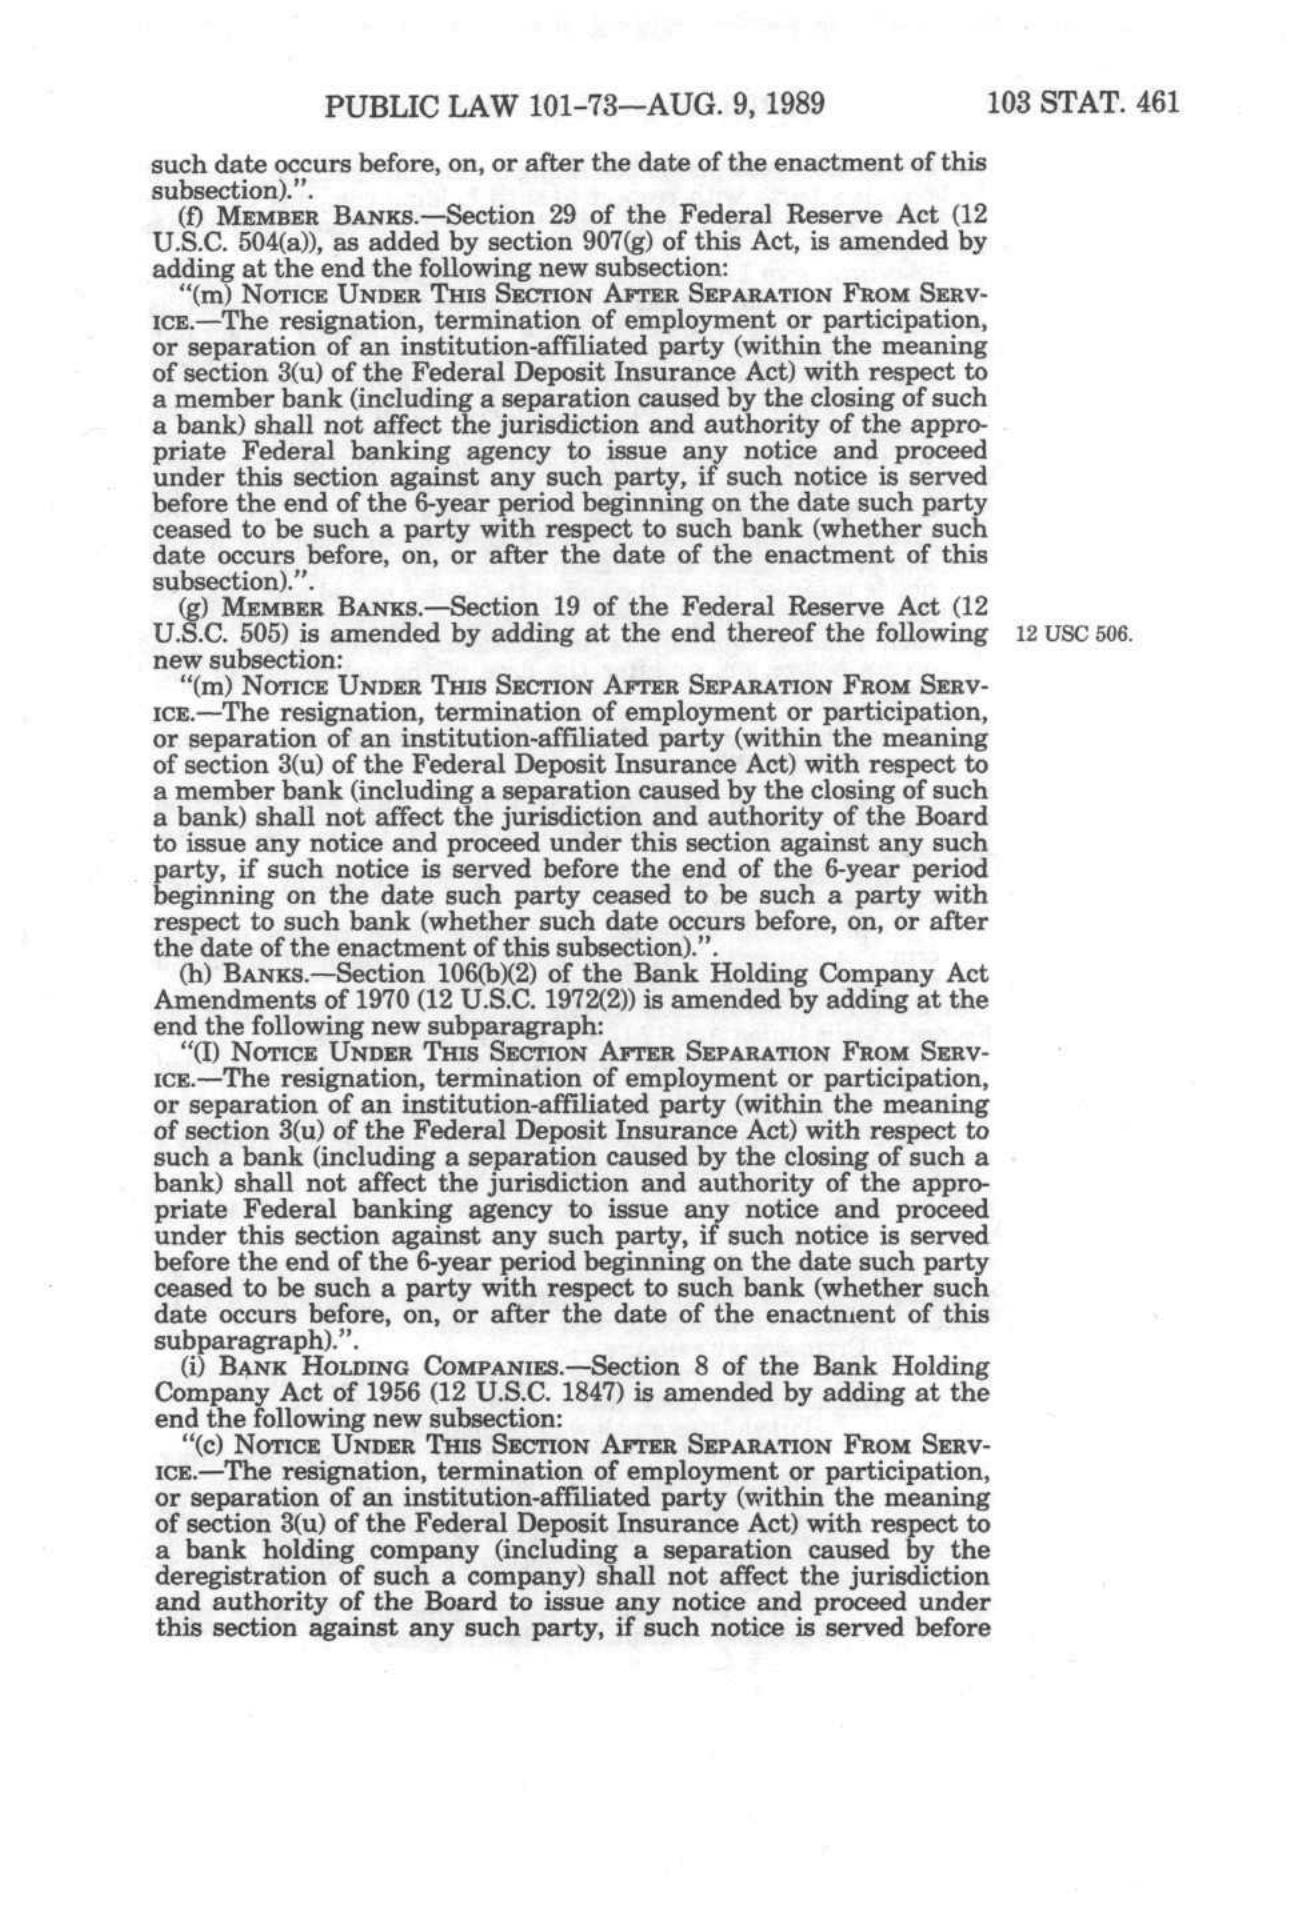 PUBLIC LAW 101-73—AUG. 9, 1989 103 STAT. 461
such date occurs before, on, or after the date of the enactment of this
subsection).”.
(f) MEMBER BANKS.—Section 29 of the Federal Reserve Act (12
U.S.C. 504(a)), as added by section 907(g) of this Act, is amended by
adding at the end the following new subsection:
“(m) NOTICE UNDER THIS SECTION AFTER SEPARATION FROM SERV-
ICE.—The resignation, termination of employment or participation,
or separation of an institution-affiliated party (within the meaning
of section 3(u) of the Federal Deposit Insurance Act) with respect to
a member bank (including a separation caused by the closing of such
a bank) shall not affect the jurisdiction and authority of the appro-
priate Federal banking agency to issue any notice and proceed
under this section against any such party, if such notice is served
before the end of the 6-year period beginning on the date such party
ceased to be such a party with respect to such bank (whether such
date occurs before, on, or after the date of the enactment of this
subsection).”.
(g) MEMBER BANKS.—Section 19 of the Federal Reserve Act (12
U.S.C. 505) is amended by adding at the end thereof the following 12 USC 506.
new subsection:
“(m) NOTICE UNDER THIS SECTION AFTER SEPARATION FROM SERV-
ICE.—The resignation, termination of employment or participation,
or separation of an institution-affiliated party (within the meaning
of section 3(u) of the Federal Deposit Insurance Act) with respect to
a member bank (including a separation caused by the closing of such
a bank) shall not affect the jurisdiction and authority of the Board
to issue any notice and proceed under this section against any such
party, if such notice is served before the end of the 6-year period
beginning on the date such party ceased to be such a party with
respect to such bank (whether such date occurs before, on, or after
the date of the enactment of this subsection).”.
(h) BANKS.—Section 106(b)(2) of the Bank Holding Company Act
Amendments of 1970 (12 U.S.C. 1972(2)) is amended by adding at the
end the following new subparagraph:
“(I) NOTICE UNDER THIS SECTION AFTER SEPARATION FROM SERV-
ICE.—The resignation, termination of employment or participation,
or separation of an institution-affiliated party (within the meaning
of section 3(u) of the Federal Deposit Insurance Act) with respect to
such a bank (including a separation caused by the closing of such a
bank) shall not affect the jurisdiction and authority of the appro-
priate Federal banking agency to issue any notice and proceed
under this section against any such party, if such notice is served
before the end of the 6-year period beginning on the date such party
ceased to be such a party with respect to such bank (whether such
date occurs before, on, or after the date of the enactment of this
subparagraph).”.
(i) BANK HOLDING COMPANIES.—Section 8 of the Bank Holding
Company Act of 1956 (12 U.S.C. 1847) is amended by adding at the
end the following new subsection:
“(c) NOTICE UNDER THIS SECTION AFTER SEPARATION FROM SERV-
ICE.—The resignation, termination of employment or participation,
or separation of an institution-affiliated party (within the meaning
of section 3(u) of the Federal Deposit Insurance Act) with respect to
a bank holding company (including a separation caused by the
deregistration of such a company) shall not affect the jurisdiction
and authority of the Board to issue any notice and proceed under
this section against any such party, if such notice is served before